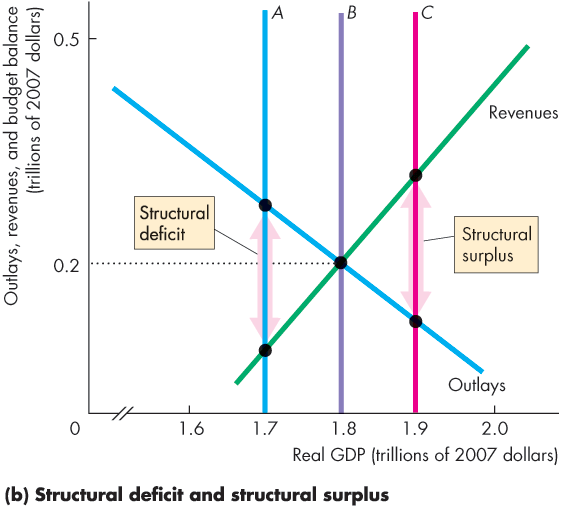 Outlays, revenues, and budget balance
(trillions of 2007 dollars)
0.5
0.2
0
A
B
C
Revenues
Structural
deficit
Structural
surplus
Outlays
1.6
1.7
1.8
1.9
2.0
Real GDP (trillions of 2007 dollars)
(b) Structural deficit and structural surplus